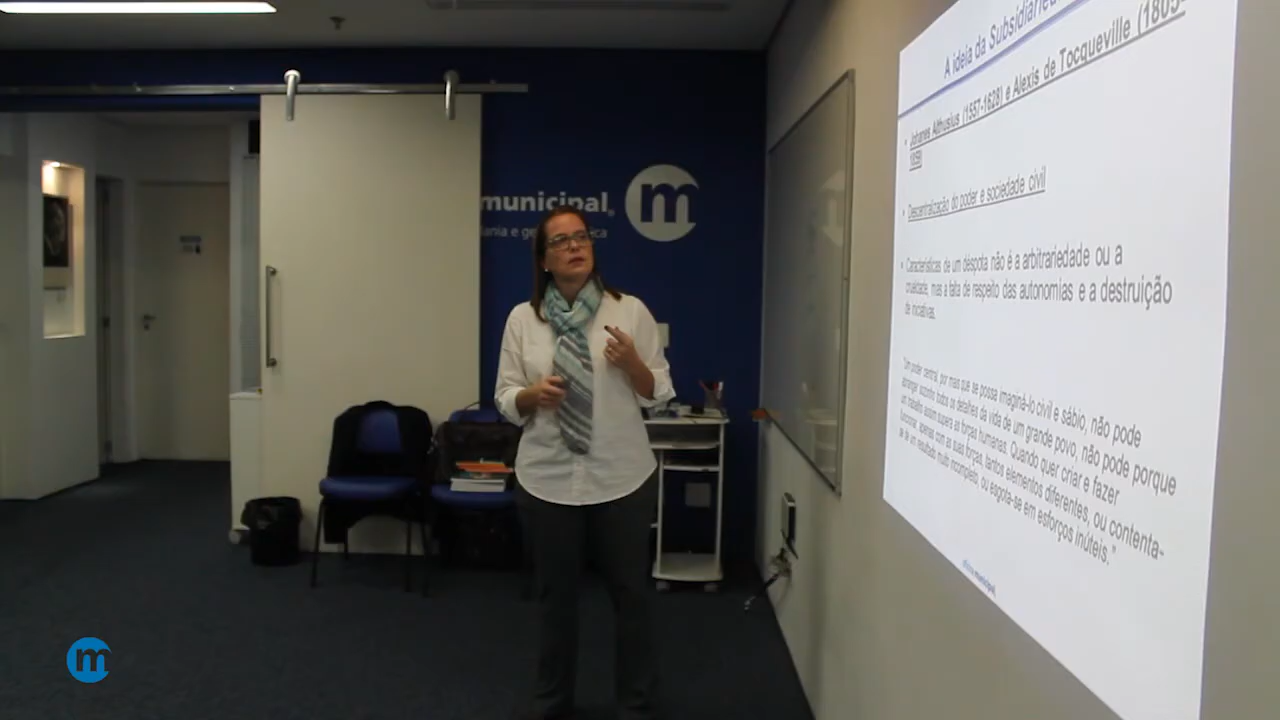 A ideia da Subsidiaried
Johanes Althusius (1557-1628) e Alexis de Tocqueville (1805-
1859)
Descentralização do poder e sociedade civil
Características de um déspota não é a arbitrariedade ou a
crueldade, mas a falta de respeito das autonomias e a destruição
de iniciativas.
"Um poder central, por mais que se possa imaginá-lo civil e sábio, não pode
abranger sozinho todos os detalhes da vida de um grande povo, não pode porque
um trabalho assim supera as forças humanas. Quando quer criar e fazer
funcionar, apenas com as suas forças, tantos elementos diferentes, ou contenta-
se de um resultado muito incompleto, ou esgota-se em esforços inúteis."
municipal
municipal
m
m